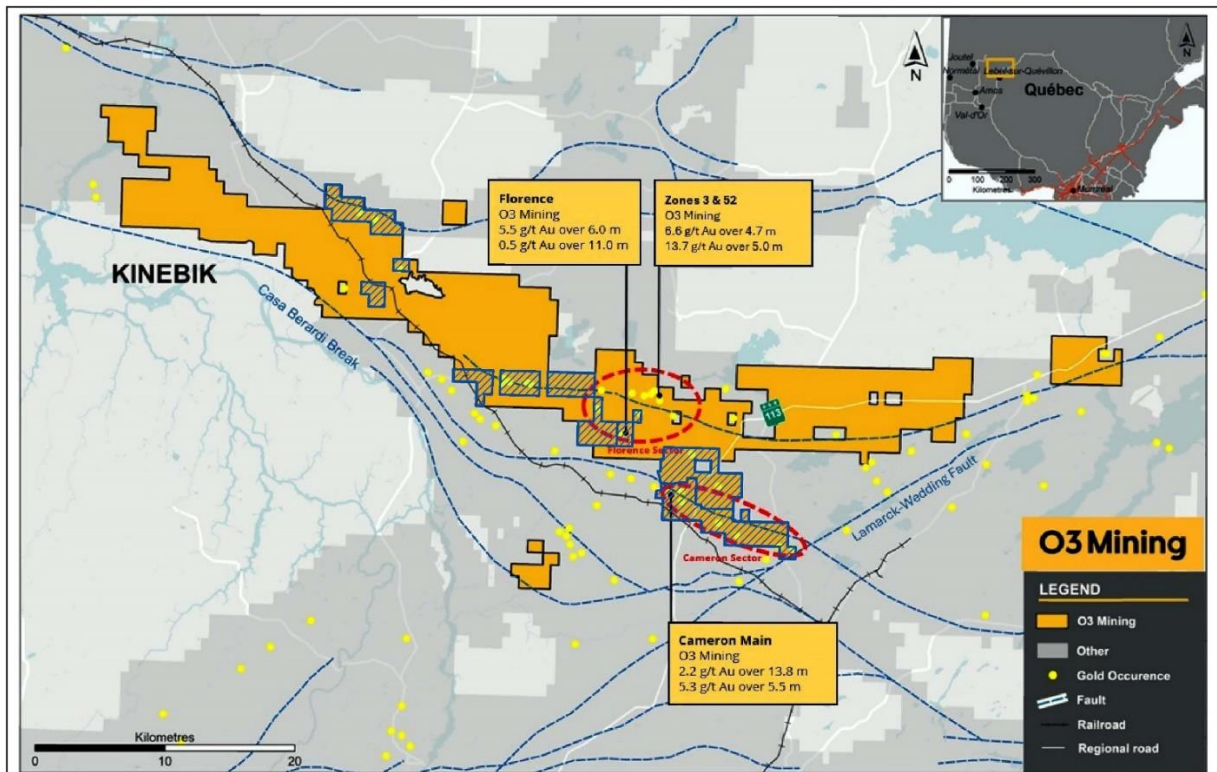 N
N
Joutel
Normétal
Lebel-sur-Quévillon
Québec
Amos
Val-d'Or
0 100 200 300
Kilometres
Montréal
Florence
O3 Mining
5.5 g/t Au over 6.0 m
0.5 g/t Au over 11.0 m
Zones 3 & 52
O3 Mining
6.6 g/t Au over 4.7 m
13.7 g/t Au over 5.0 m
KINEBIK
Casa Berardi Break
113
Florence Sector
Lamarck-Wedding Fault
Cameron Sector
Cameron Main
O3 Mining
2.2 g/t Au over 13.8 m
5.3 g/t Au over 5.5 m
O3 Mining
LEGEND
O3 Mining
Other
Gold Occurence
Fault
Railroad
Regional road
Kilometres
0 10 20